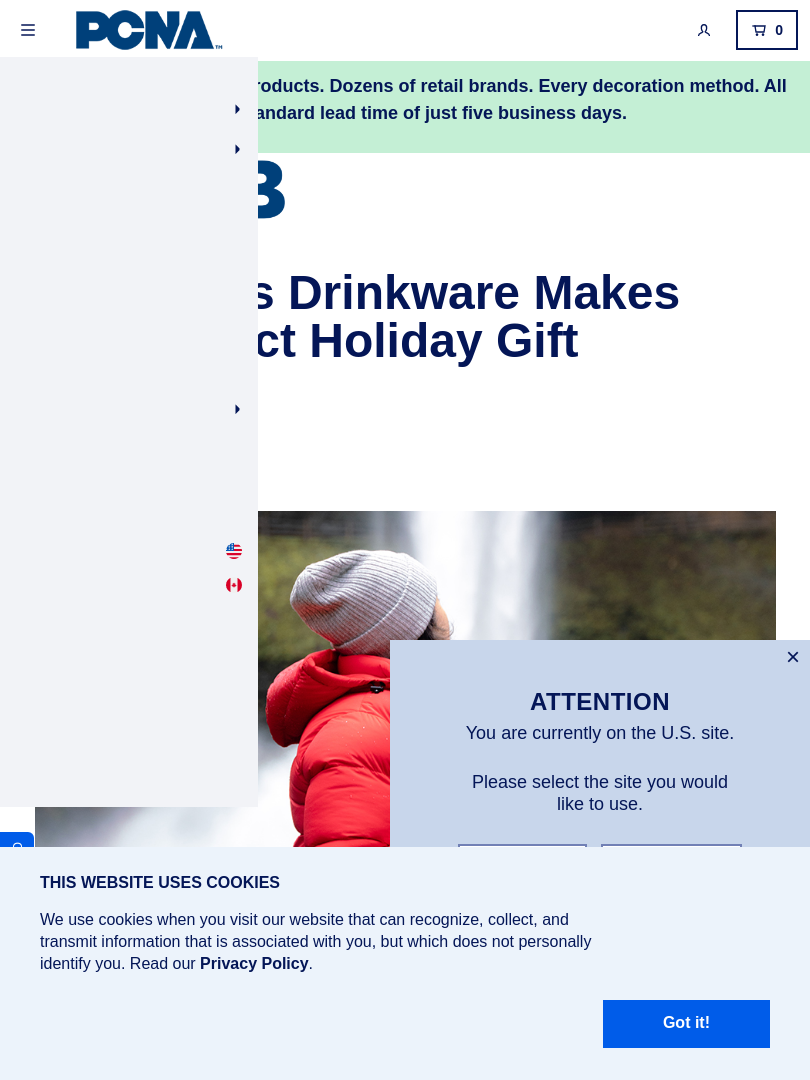 PCNA™
0
roducts. Dozens of retail brands. Every decoration method. All
andard lead time of just five business days.
B
s Drinkware Makes
ct Holiday Gift
ATTENTION
You are currently on the U.S. site.
Please select the site you would
like to use.
THIS WEBSITE USES COOKIES
We use cookies when you visit our website that can recognize, collect, and
transmit information that is associated with you, but which does not personally
identify you. Read our Privacy Policy.
Got it!